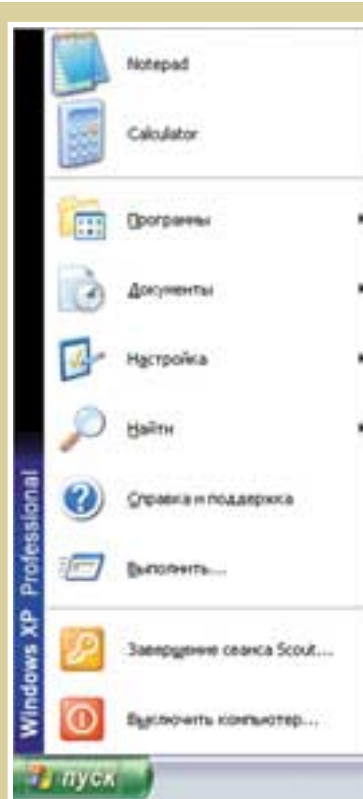 Notepad
Calculator
Программы
Документы
Настройка
Найти
Справка и поддержка
Выполнить...
Завершение сеанса Scout...
Выключить компьютер...
Windows XP Professional
пуск